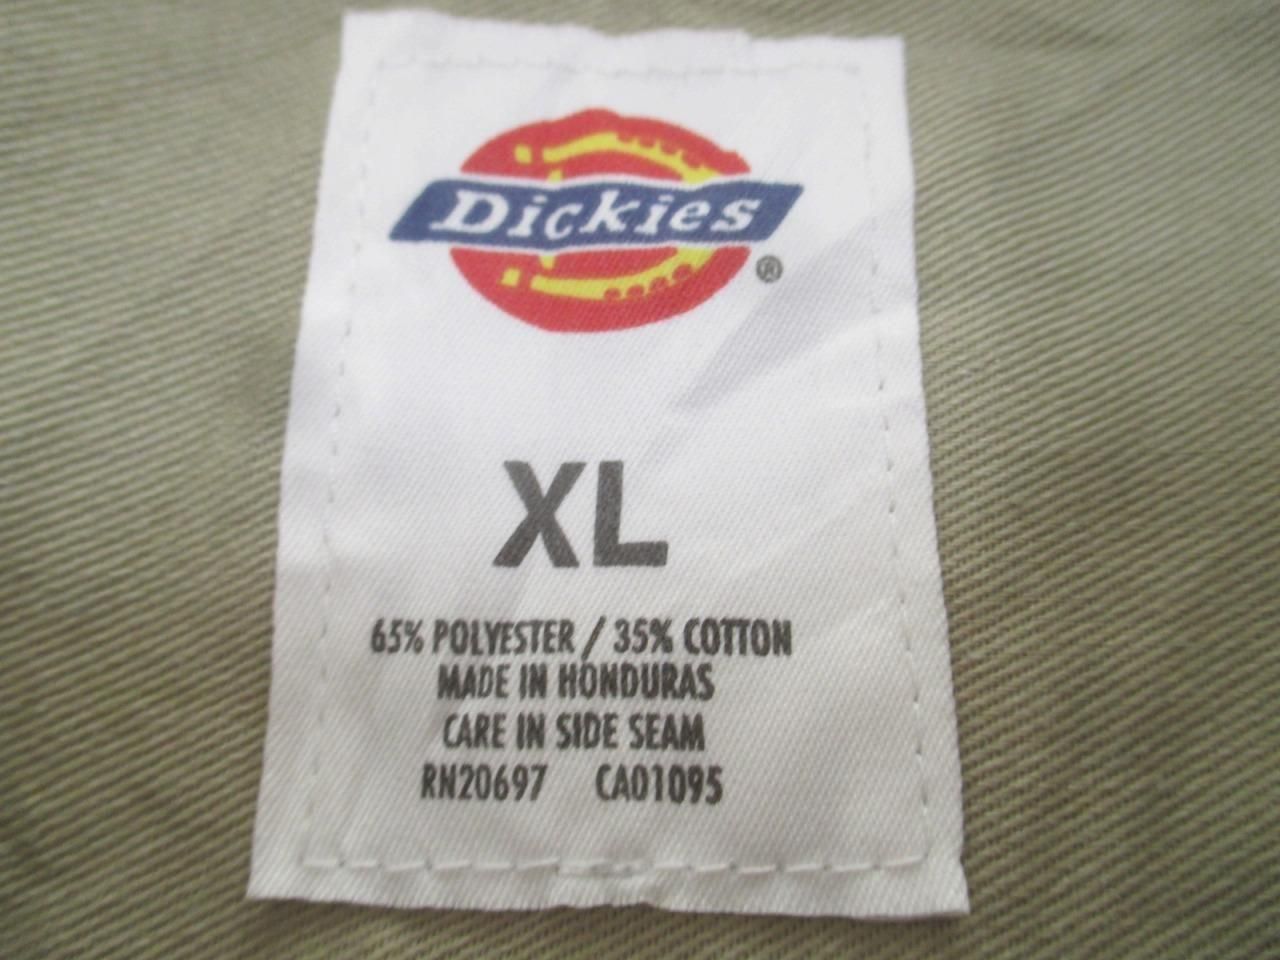 Dickies
®
XL
65% POLYESTER / 35% COTTON
MADE IN HONDURAS
CARE IN SIDE SEAM
RN20697 CA01095